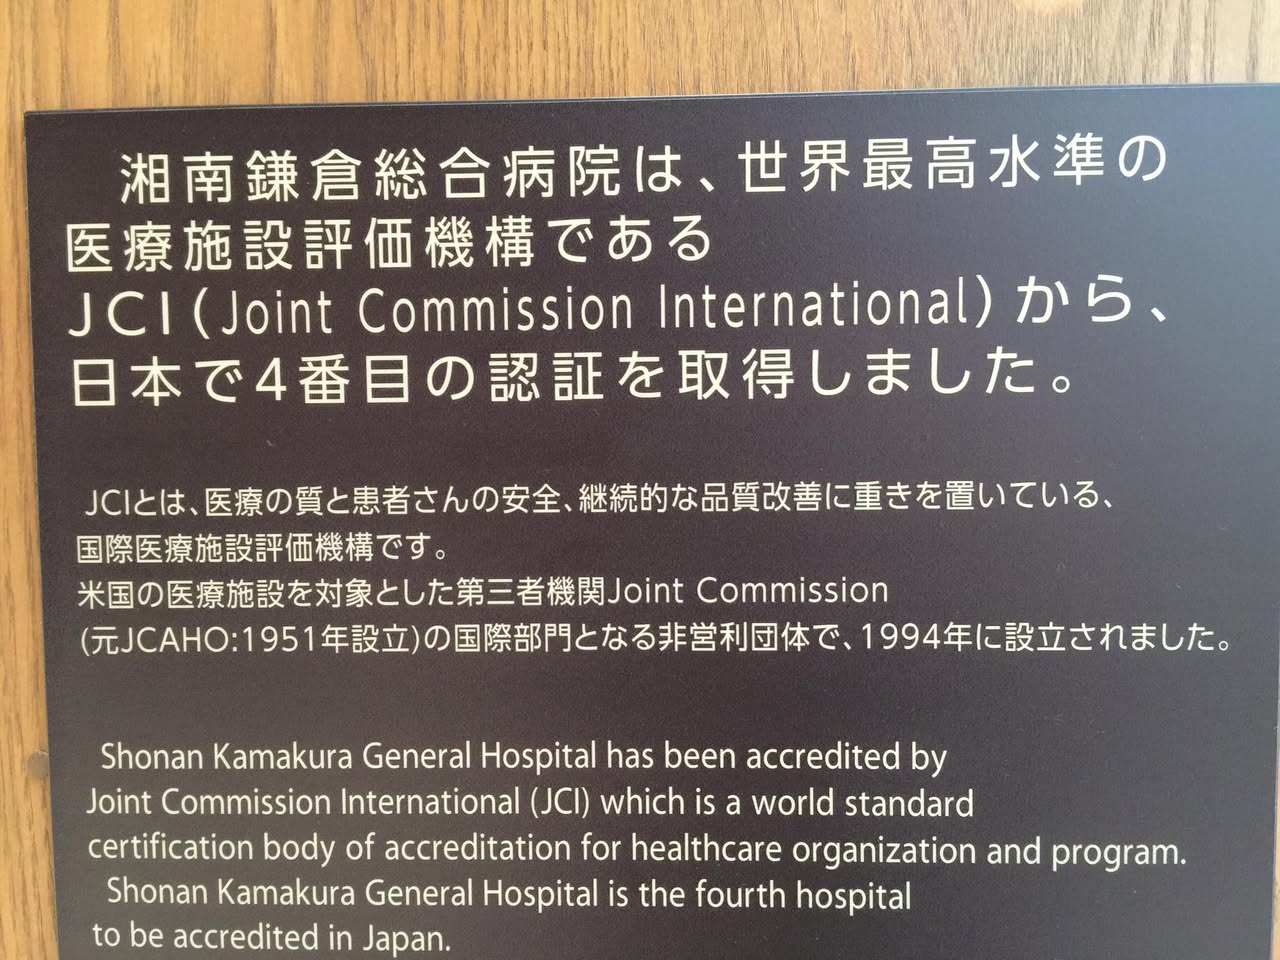 湘南鎌倉総合病院は、世界最高水準の
医療施設評価機構である
JCI(Joint Commission International)から、
日本で4番目の認証を取得しました。
JCIとは、医療の質と患者さんの安全、継続的な品質改善に重きを置いている、
国際医療施設評価機構です。
米国の医療施設を対象とした第三者機関Joint Commission
(元JCAHO:1951年設立)の国際部門となる非営利団体で、1994年に設立されました。
Shonan Kamakura General Hospital has been accredited by
Joint Commission International (JCI) which is a world standard
certification body of accreditation for healthcare organization and program.
Shonan Kamakura General Hospital is the fourth hospital
to be accredited in Japan.